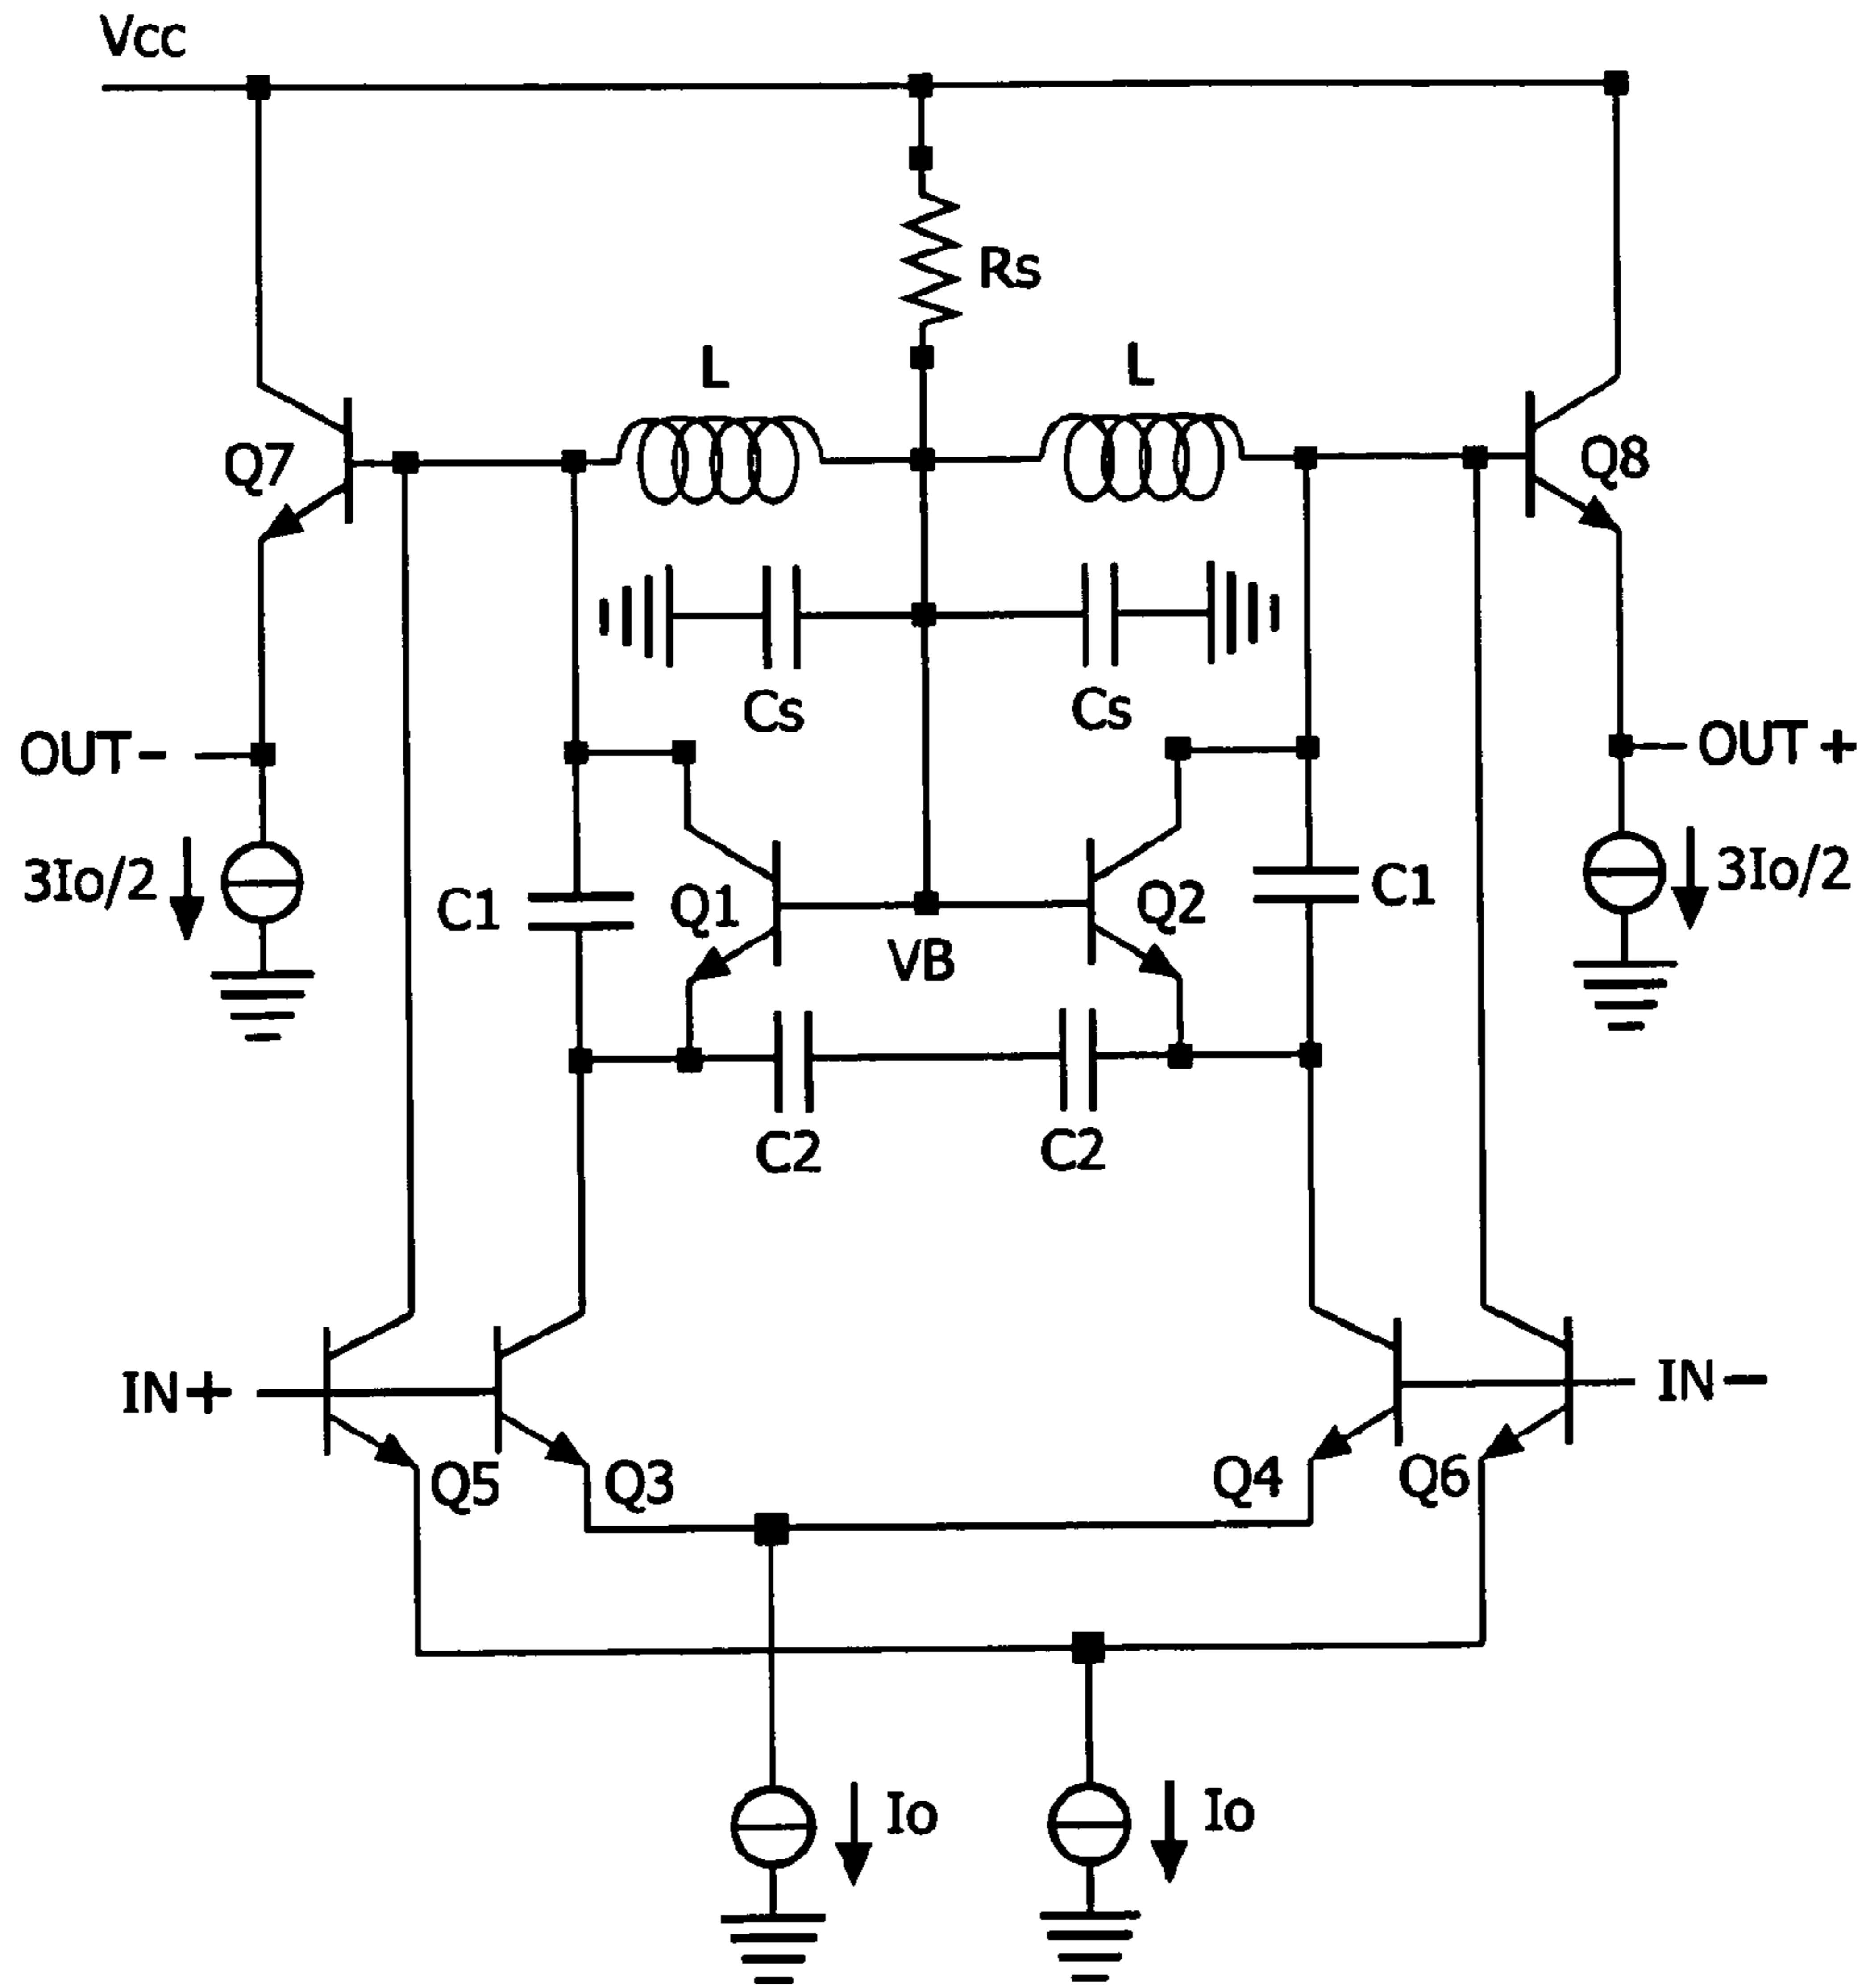 Vcc
Rs
L
L
Q7
Q8
Cs
Cs
OUT-
OUT+
3Io/2
3Io/2
C1
Q1
Q2
C1
VB
C2
C2
IN+
IN-
Q5
Q3
Q4
Q6
Io
Io